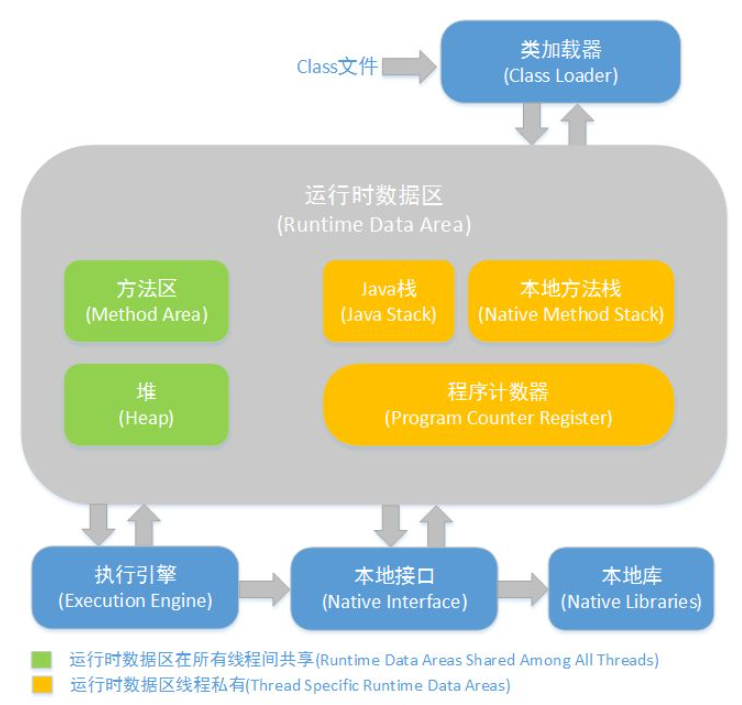 Class文件
类加载器
(Class Loader)
运行时数据区
(Runtime Data Area)
方法区
(Method Area)
Java栈
(Java Stack)
本地方法栈
(Native Method Stack)
堆
(Heap)
程序计数器
(Program Counter Register)
执行引擎
(Execution Engine)
本地接口
(Native Interface)
本地库
(Native Libraries)
运行时数据区在所有线程间共享(Runtime Data Areas Shared Among All Threads)
运行时数据区线程私有(Thread Specific Runtime Data Areas)